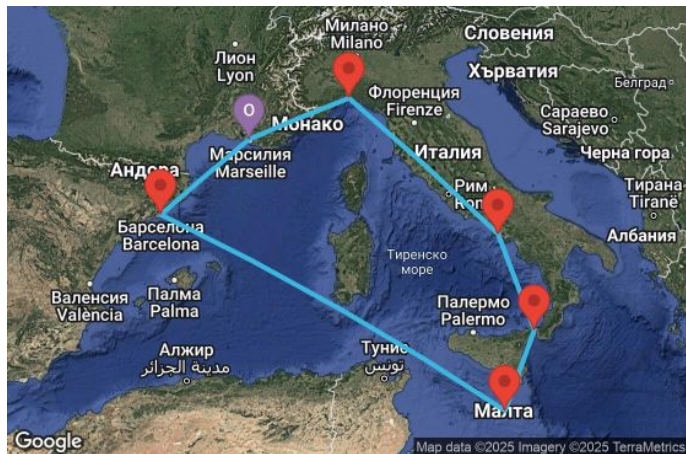 Милано
Milano
Словения
Лион
Lyon
Хърватия
Белград
Флоренция
Firenze
О
Монако
Сараево
Sarajevo
Марсилия
Marseille
Италия
Черна гора
Андора
Рим
Тирана
Tiranë
Барселона
Barcelona
Албания
Тиренско
море
Валенсия
València
Палма
Palma
Палермо
Palermo
Алжир
مدينة الجزائر
Тунис
تونس
Малта
Google
Map data ©2025 Imagery ©2025 TerraMetrics